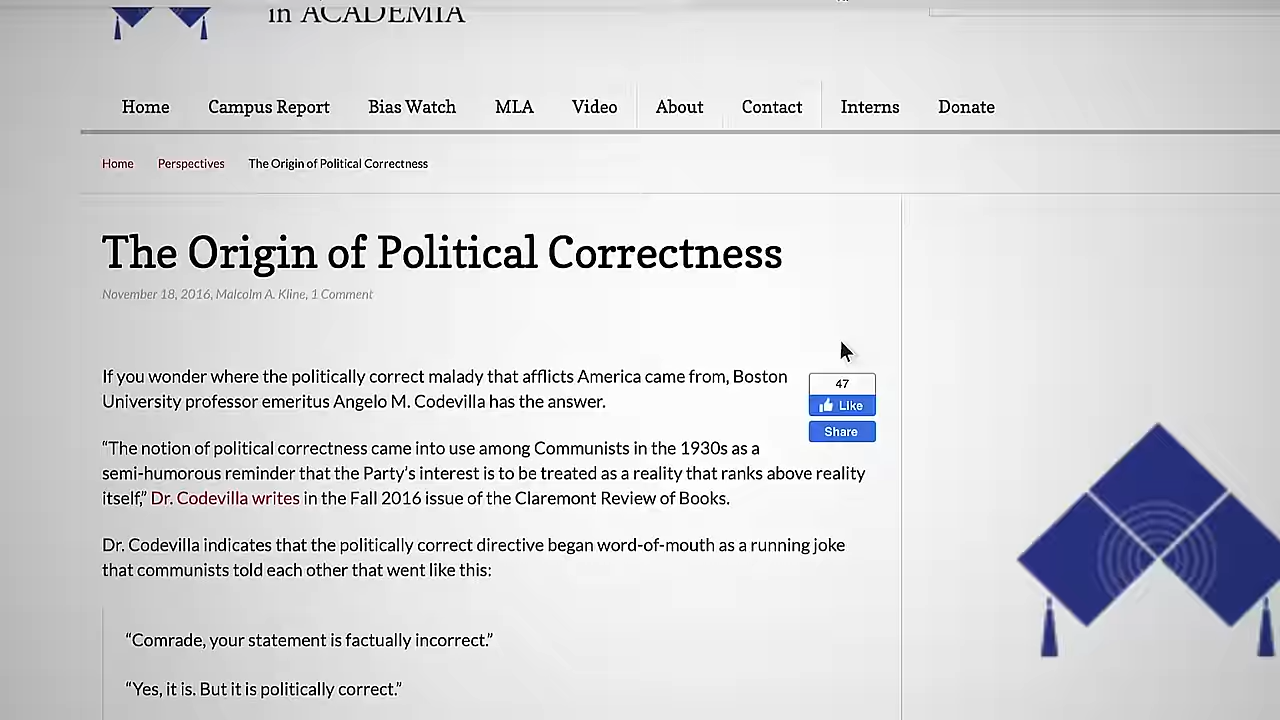 in ACADEMIA
Home Campus Report Bias Watch MLA Video About Contact Interns Donate
Home Perspectives The Origin of Political Correctness
The Origin of Political Correctness
November 18, 2016, Malcolm A. Kline, 1 Comment
If you wonder where the politically correct malady that afflicts America came from, Boston
University professor emeritus Angelo M. Codevilla has the answer.
47
Like
Share
“The notion of political correctness came into use among Communists in the 1930s as a
semi-humorous reminder that the Party’s interest is to be treated as a reality that ranks above reality
itself,” Dr. Codevilla writes in the Fall 2016 issue of the Claremont Review of Books.
Dr. Codevilla indicates that the politically correct directive began word-of-mouth as a running joke
that communists told each other that went like this:
“Comrade, your statement is factually incorrect.”
“Yes, it is. But it is politically correct.”